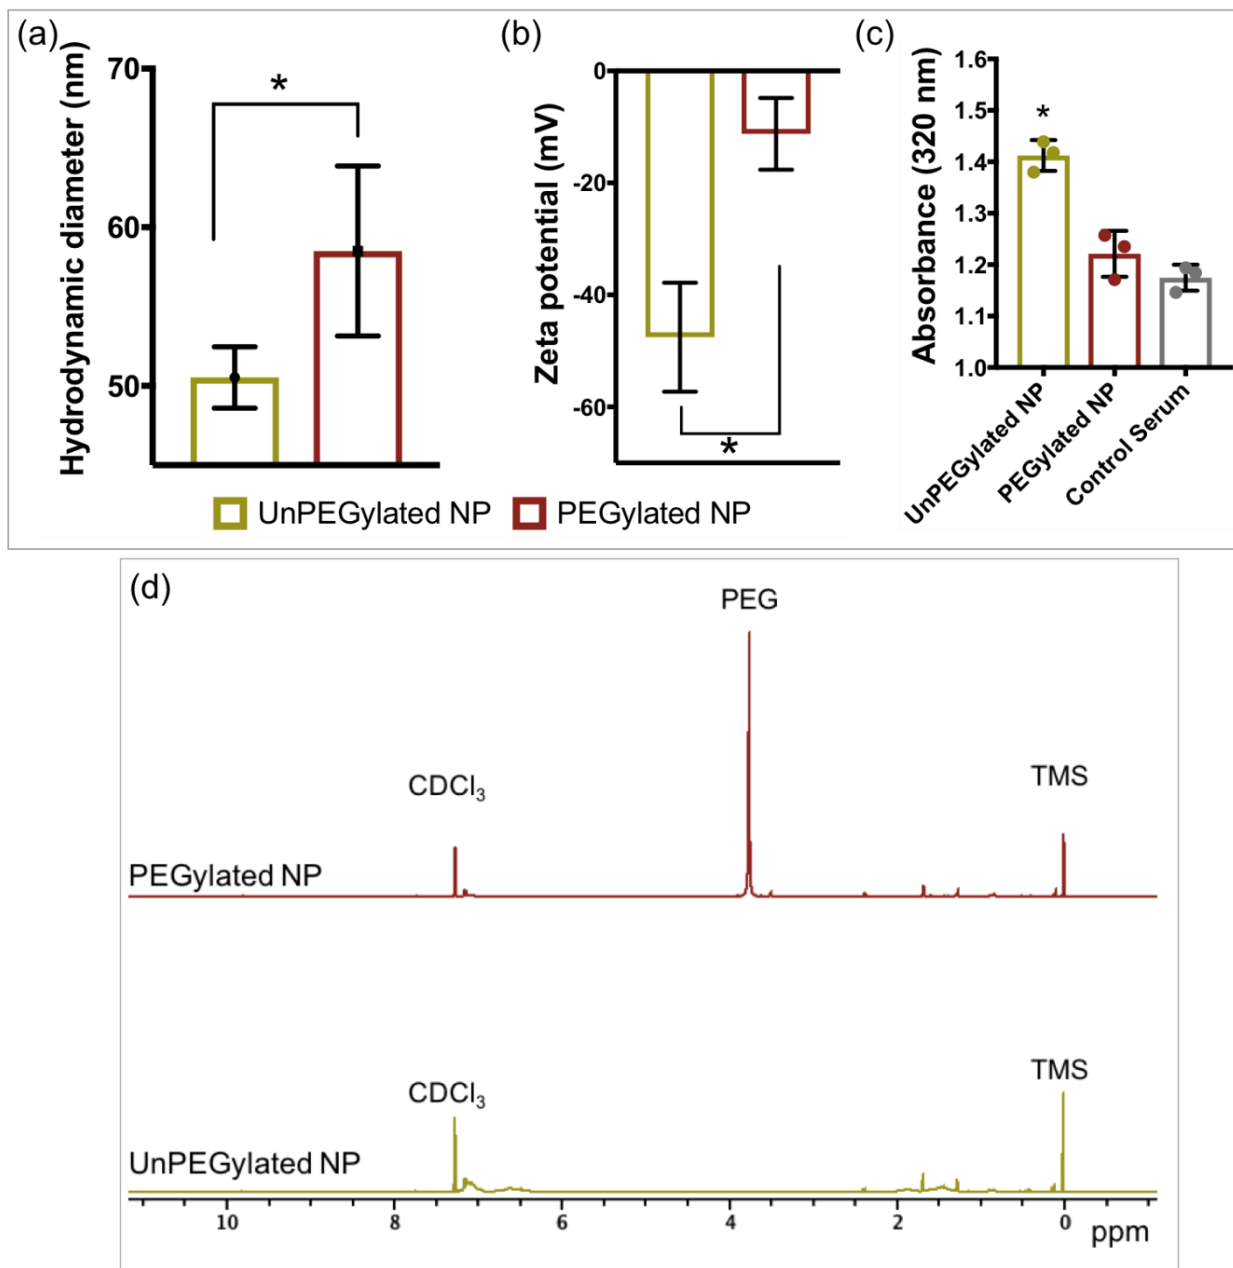 (a)
Hydrodynamic diameter (nm)
70
60
50
*
(b)
Zeta potential (mV)
0
-20
-40
-60
*
(c)
Absorbance (320 nm)
1.6
1.5
1.4
1.3
1.2
1.1
1.0
*
UnPEGylated NP
PEGylated NP
Control Serum
UnPEGylated NP PEGylated NP
(d)
PEG
CDCl₃
TMS
PEGylated NP
CDCl₃
TMS
UnPEGylated NP
10 8 6 4 2 0 ppm